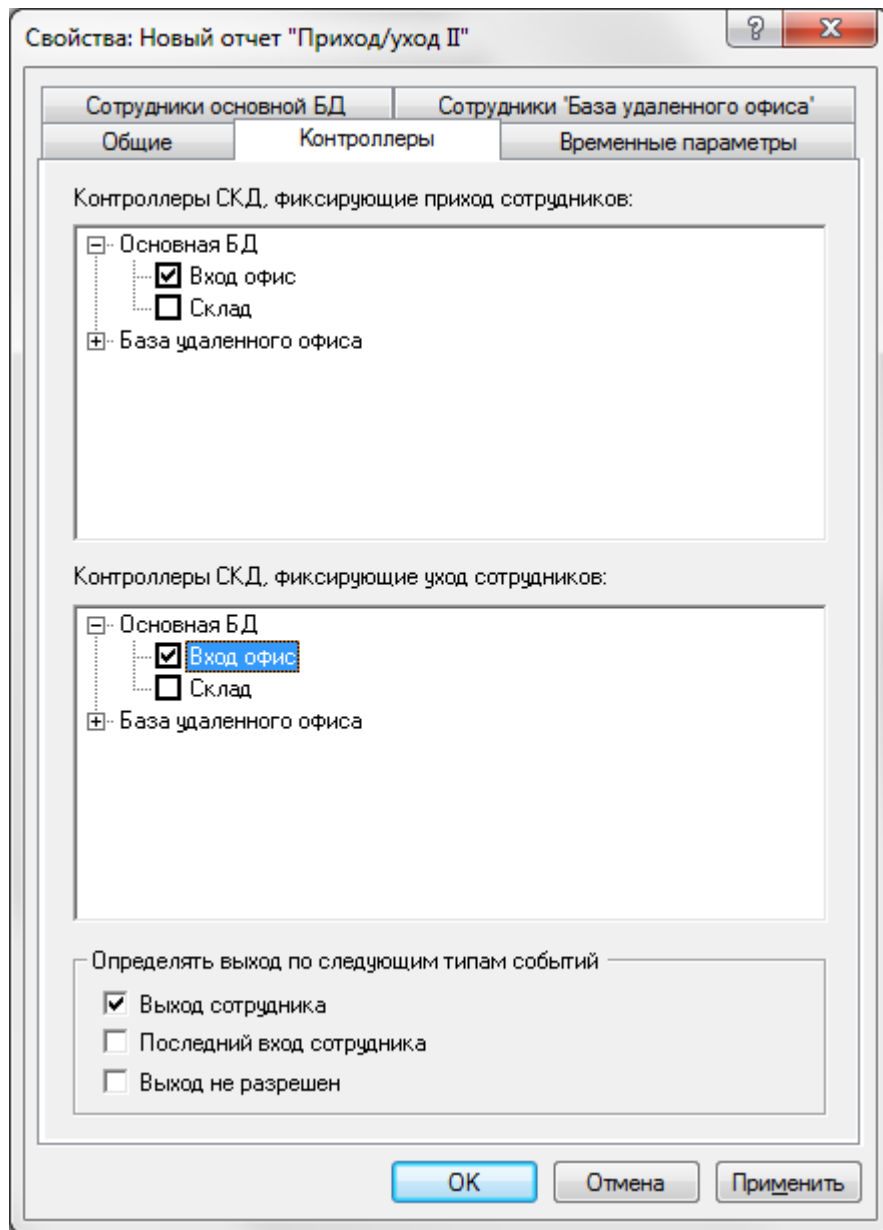 Свойства: Новый отчет "Приход/уход II"
Сотрудники основной БД Сотрудники 'База удаленного офиса'
Общие Контроллеры Временные параметры
Контроллеры СКД, фиксирующие приход сотрудников:
Основная БД
Вход офис
Склад
База удаленного офиса
Контроллеры СКД, фиксирующие уход сотрудников:
Основная БД
Вход офис
Склад
База удаленного офиса
Определять выход по следующим типам событий
Выход сотрудника
Последний вход сотрудника
Выход не разрешен
OK Отмена Применить